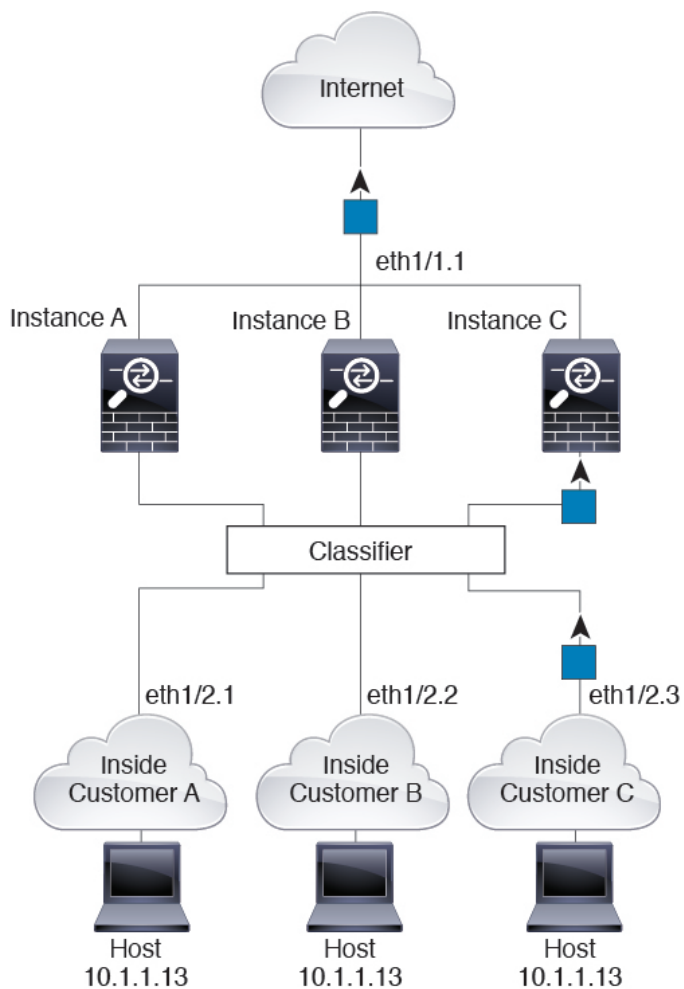 Internet
eth1/1.1
Instance A
Instance B
Instance C
Classifier
eth1/2.1
eth1/2.2
eth1/2.3
Inside
Customer A
Inside
Customer B
Inside
Customer C
Host
10.1.1.13
Host
10.1.1.13
Host
10.1.1.13